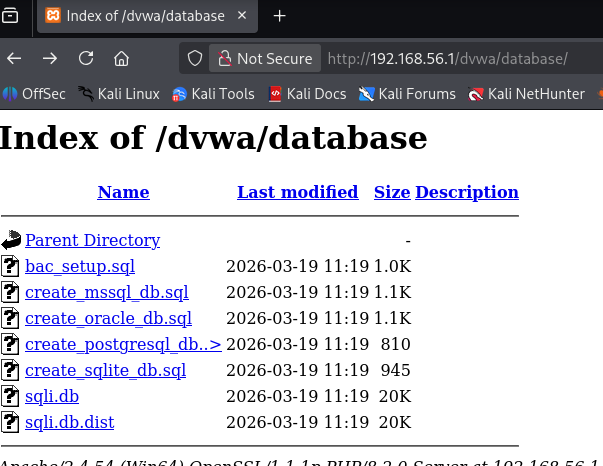 Index of /dvwa/database
Not Secure http://192.168.56.1/dvwa/database/
OffSec Kali Linux Kali Tools Kali Docs Kali Forums Kali NetHunter
Index of /dvwa/database
Name Last modified Size Description
Parent Directory -
bac_setup.sql 2026-03-19 11:19 1.0K
create_mssql_db.sql 2026-03-19 11:19 1.1K
create_oracle_db.sql 2026-03-19 11:19 1.1K
create_postgresql_db..> 2026-03-19 11:19 810
create_sqlite_db.sql 2026-03-19 11:19 945
sqli.db 2026-03-19 11:19 20K
sqli.db.dist 2026-03-19 11:19 20K
Apache/2.4.54 (Win64) OpenSSL/1.1.1p PHP/8.2.0 Server at 192.168.56.1